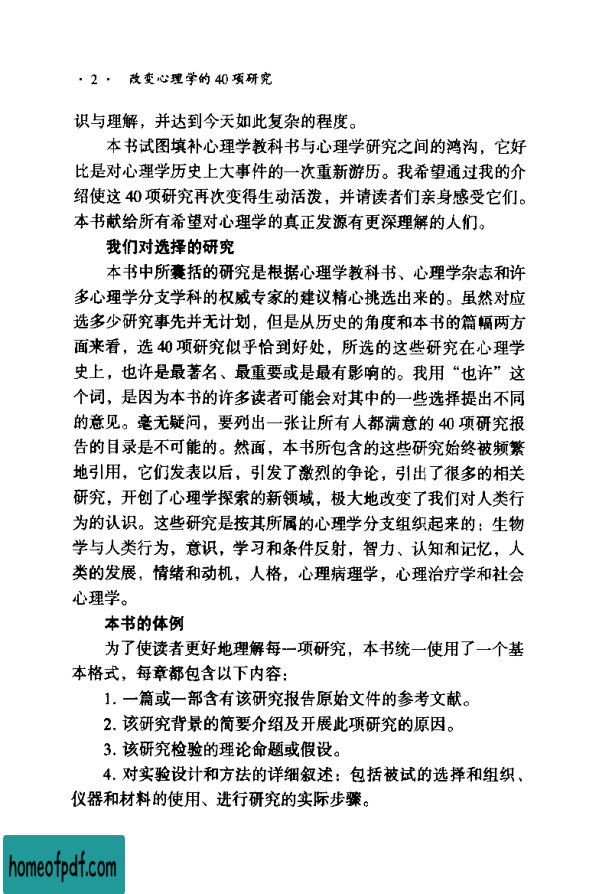 · 2 · 改变心理学的 40 项研究
识与理解，并达到今天如此复杂的程度。
本书试图填补心理学教科书与心理学研究之间的鸿沟，它好
比是对心理学历史上大事件的一次重新游历。我希望通过我的介
绍使这 40 项研究再次变得生动活泼，并请读者们亲身感受它们。
本书献给所有希望对心理学的真正发源有更深理解的人们。
我们对选择的研究
本书中所囊括的研究是根据心理学教科书、心理学杂志和许
多心理学分支学科的权威专家的建议精心挑选出来的。虽然对应
选多少研究事先并无计划，但是从历史的角度和本书的篇幅两方
面来看，选 40 项研究似乎恰到好处，所选的这些研究在心理学
史上，也许是最著名、最重要或是最有影响的。我用“也许”这
个词，是因为本书的许多读者可能会对其中的一些选择提出不同
的意见。毫无疑问，要列出一张让所有人都满意的 40 项研究报
告的目录是不可能的。然面，本书所包含的这些研究始终被频繁
地引用，它们发表以后，引发了激烈的争论，引出了很多的相关
研究，开创了心理学探索的新领域，极大地改变了我们对人类行
为的认识。这些研究是按其所属的心理学分支组织起来的：生物
学与人类行为，意识，学习和条件反射，智力、认知和记忆，人
类的发展，情绪和动机，人格，心理病理学，心理治疗学和社会
心理学。
本书的体例
为了使读者更好地理解每一项研究，本书统一使用了一个基
本格式，每章都包含以下内容：
1. 一篇或一部含有该研究报告原始文件的参考文献。
2. 该研究背景的简要介绍及开展此项研究的原因。
3. 该研究检验的理论命题或假设。
4. 对实验设计和方法的详细叙述：包括被试的选择和组织、
仪器和材料的使用、进行研究的实际步骤。
homeofpdf.com